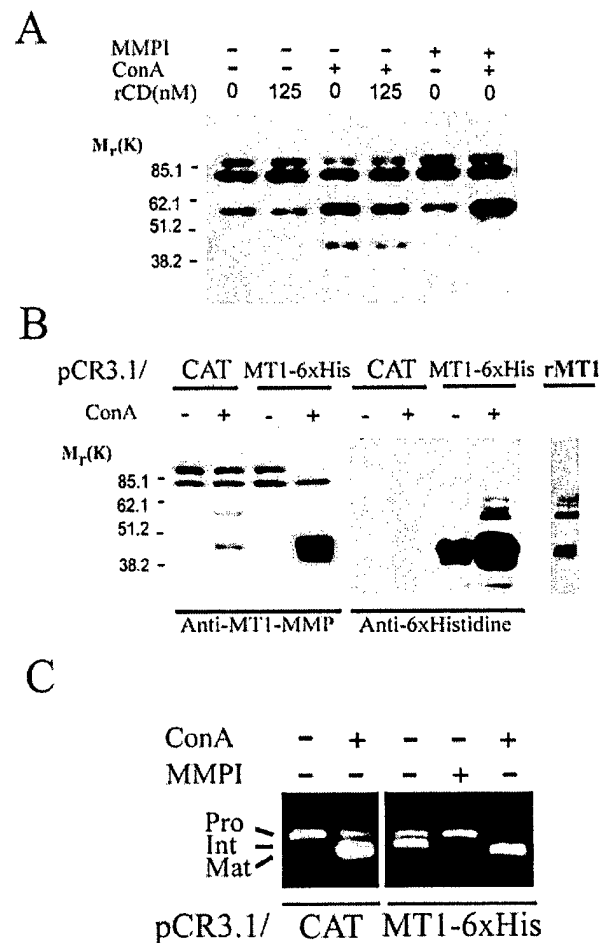 A
MMPI - - - - + +
ConA - - + + - +
rCD(nM) 0 125 0 125 0 0
Mr(K)
85.1
62.1
51.2
38.2
B
pCR3.1/ CAT MT1-6xHis CAT MT1-6xHis rMT1
ConA - + - + - + - +
Mr(K)
85.1
62.1
51.2
38.2
Anti-MT1-MMP Anti-6xHistidine
C
ConA - + - - +
MMPI - - - + -
Pro
Int
Mat
pCR3.1/ CAT MT1-6xHis